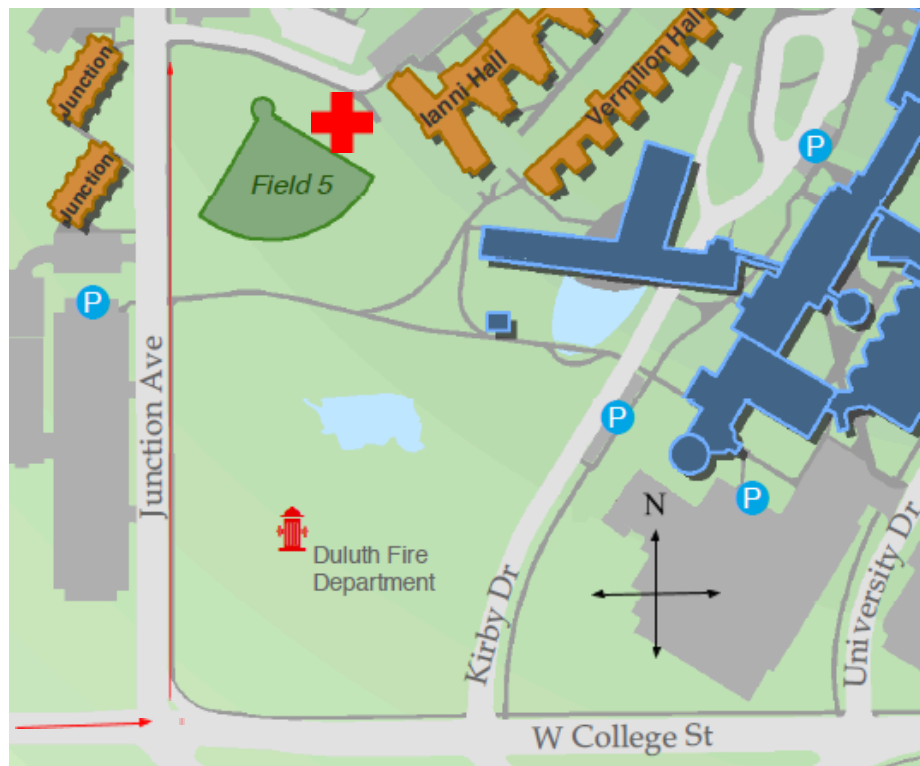 Junction
Ianni Hall
Vermilion Hall
P
Field 5
Junction
P
Junction Ave
P
P
N
Duluth Fire
Department
Kirby Dr
University Dr
W College St